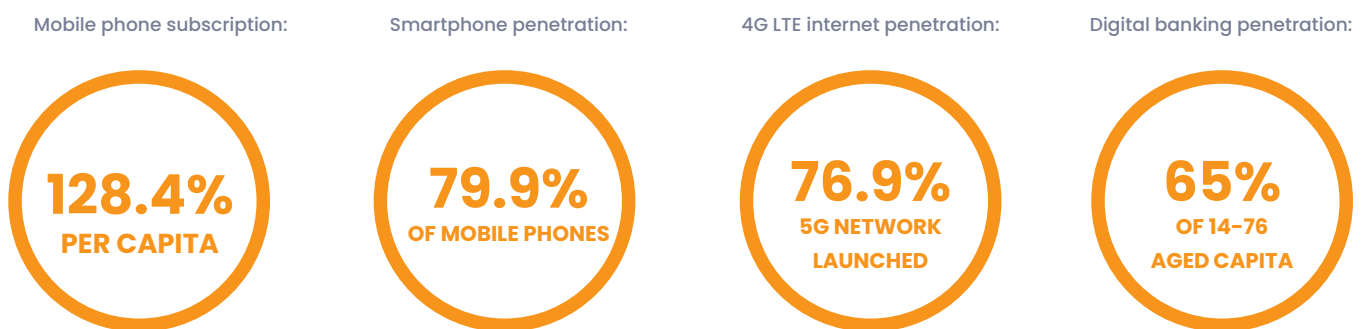 Mobile phone subscription:
128.4%
PER CAPITA
Smartphone penetration:
79.9%
OF MOBILE PHONES
4G LTE internet penetration:
76.9%
5G NETWORK
LAUNCHED
Digital banking penetration:
65%
OF 14-76
AGED CAPITA